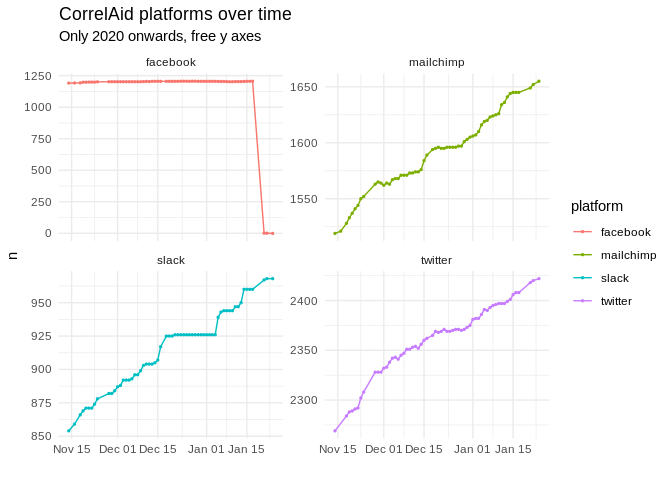 CorrelAid platforms over time
Only 2020 onwards, free y axes
facebook
mailchimp
1250
1000
750
500
250
0
1650
1600
1550
n
slack
twitter
950
925
900
875
850
2400
2350
2300
Nov 15 Dec 01 Dec 15 Jan 01 Jan 15
Nov 15 Dec 01 Dec 15 Jan 01 Jan 15
platform
facebook
mailchimp
slack
twitter